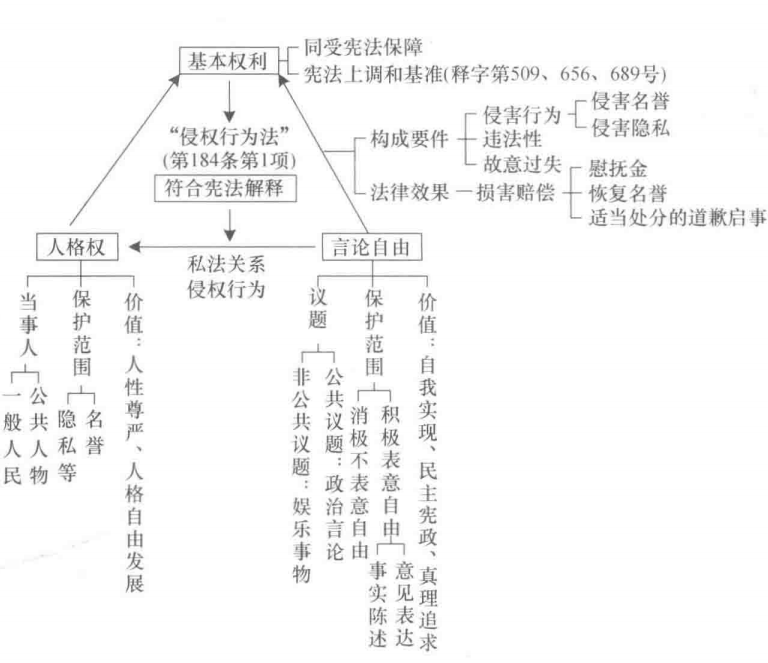 基本权利
同受宪法保障
宪法上调和基准(释字第509、656、689号)
“侵权行为法”
(第184条第1项)
符合宪法解释
构成要件
侵害行为
侵害名誉
侵害隐私
违法性
故意过失
法律效果
损害赔偿
慰抚金
恢复名誉
适当处分的道歉启事
人格权
私法关系
侵权行为
言论自由
当事人
一般人民
公共人物
保护范围
隐私等
名誉
价值：人性尊严、人格自由发展
议题
非公共议题：娱乐事物
公共议题：政治言论
保护范围
消极不表意自由
积极表意自由
事实陈述
意见表达
价值：自我实现、民主宪政、真理追求